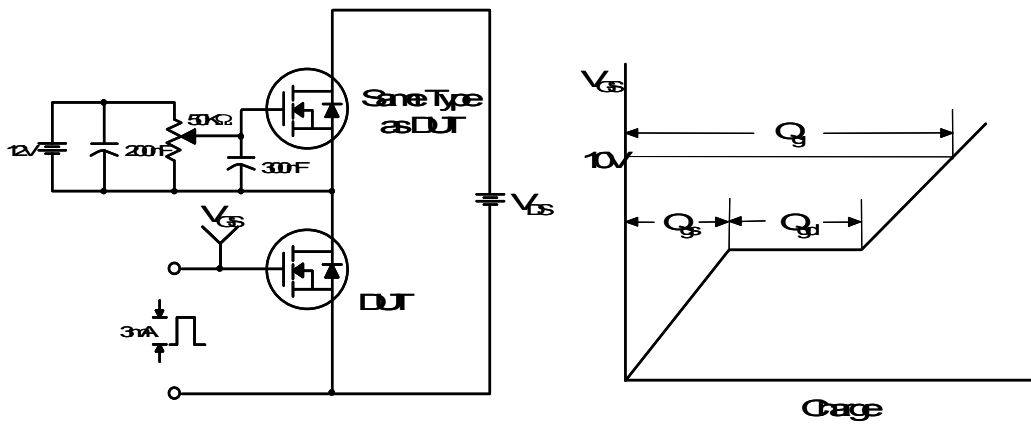 12V
200nF
50KΩ
300nF
Same Type
as DUT
VGS
DUT
3mA
VDS
VGS
10V
Qg
Qgs
Qgd
Charge